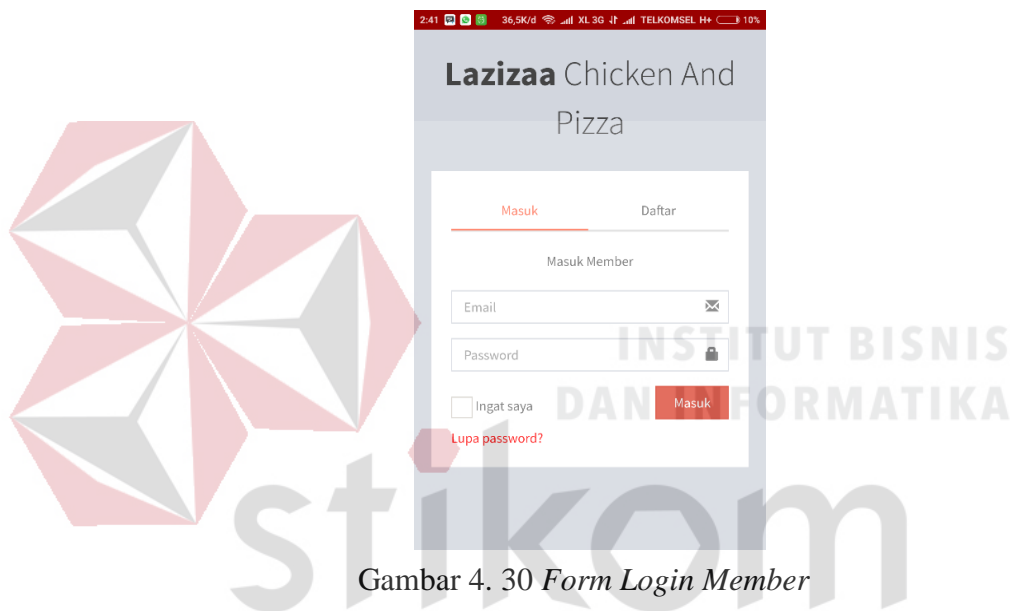 2:41 36,5K/d XL 3G TELKOMSEL H+ 10%
Lazizaa Chicken And
Pizza
Masuk Daftar
Masuk Member
Email
Password
Ingat saya Masuk
Lupa password?
INSTITUT BISNIS
DAN INFORMATIKA
stikom
Gambar 4. 30 Form Login Member